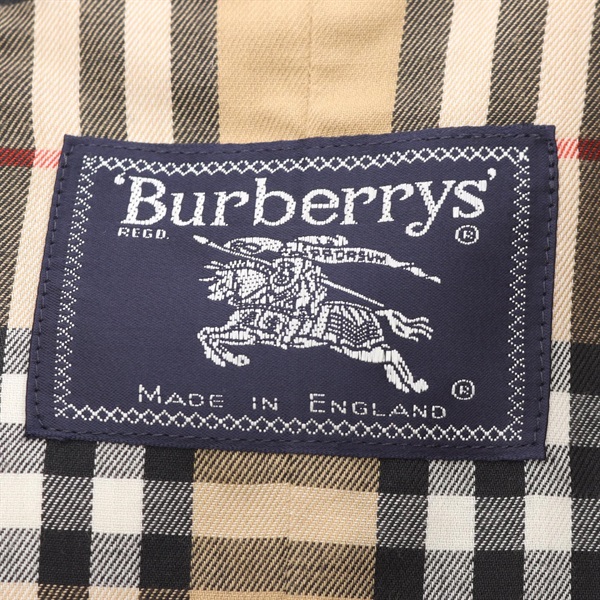 'Burberrys'
REGD. ®
PRORSUM
MADE IN ENGLAND ®